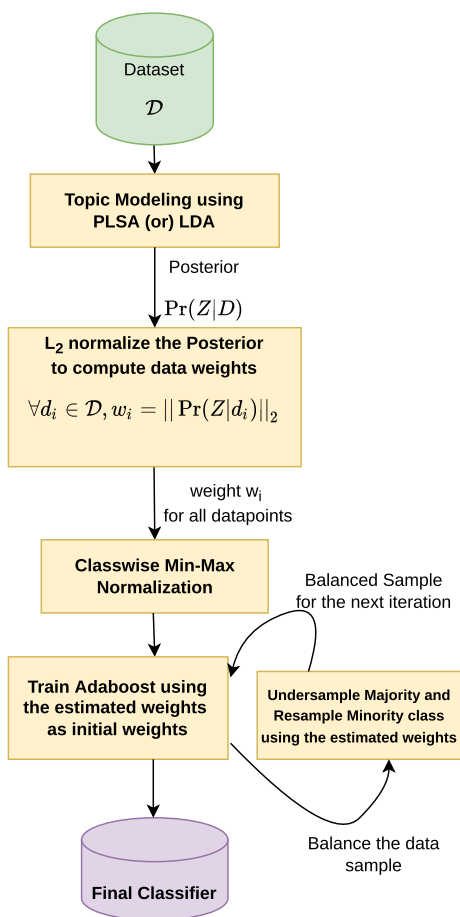 Dataset
𝒟
Topic Modeling using
PLSA (or) LDA
Posterior
Pr(Z|D)
L₂ normalize the Posterior
to compute data weights
∀dᵢ ∈ 𝒟, wᵢ = ||Pr(Z|dᵢ)||₂
weight wᵢ
for all datapoints
Classwise Min-Max
Normalization
Balanced Sample
for the next iteration
Train Adaboost using
the estimated weights
as initial weights
Undersample Majority and
Resample Minority class
using the estimated weights
Balance the data
sample
Final Classifier